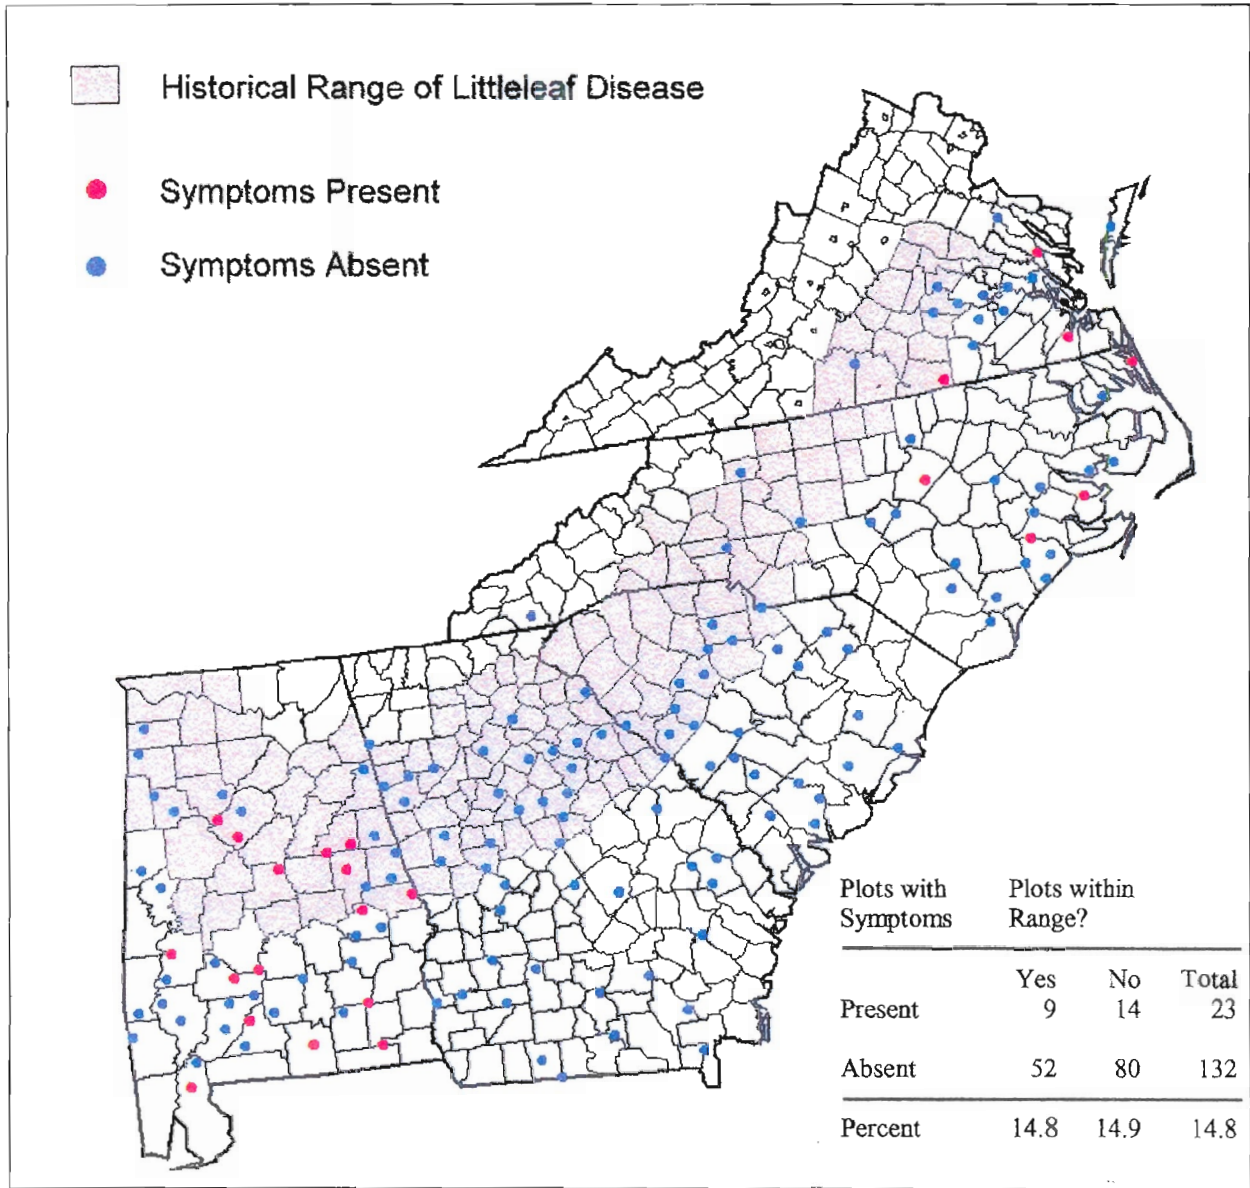 Historical Range of Littleleaf Disease
Symptoms Present
Symptoms Absent
Plots with Plots within
Symptoms Range?
Yes No Total
Present 9 14 23
Absent 52 80 132
Percent 14.8 14.9 14.8